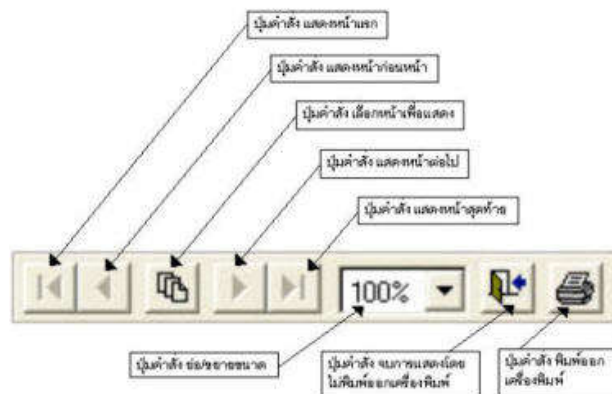 ปุ่มคำสั่ง แสดงหน้าแรก
ปุ่มคำสั่ง แสดงหน้าก่อนหน้า
ปุ่มคำสั่ง เลือกหน้าเพื่อแสดง
ปุ่มคำสั่ง แสดงหน้าต่อไป
ปุ่มคำสั่ง แสดงหน้าสุดท้าย
100%
ปุ่มคำสั่ง ย่อ/ขยายขนาด
ปุ่มคำสั่ง จบการแสดงโดย
ไม่พิมพ์ออกเครื่องพิมพ์
ปุ่มคำสั่ง พิมพ์ออก
เครื่องพิมพ์